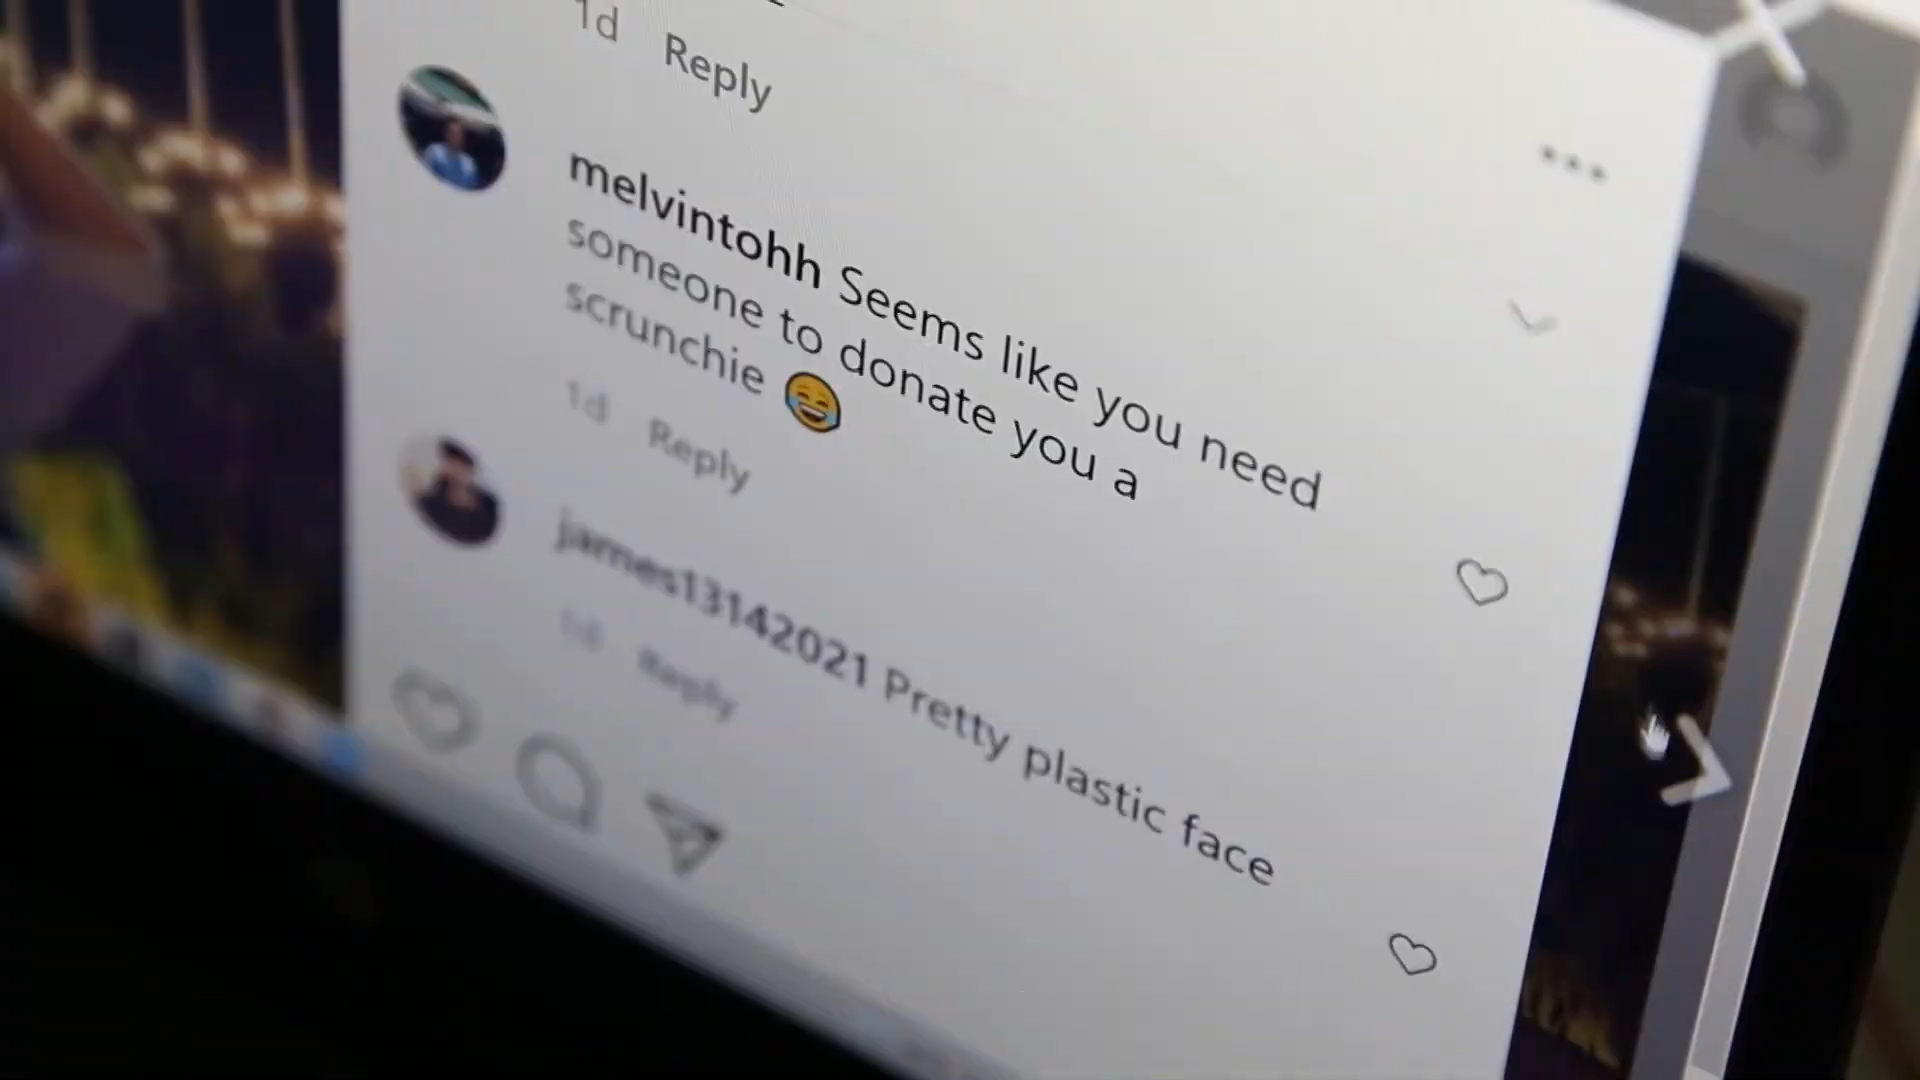 1d Reply
melvintohh Seems like you need
someone to donate you a
scrunchie 😂
1d Reply
james13142021 Pretty plastic face
1d Reply